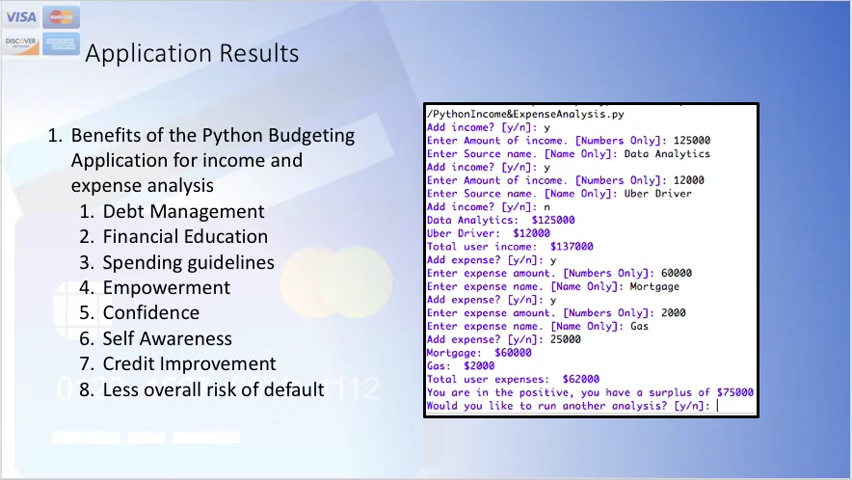 VISA
MasterCard
DISCOVER
NETWORK
AMERICAN EXPRESS
Application Results
1. Benefits of the Python Budgeting
Application for income and
expense analysis
1. Debt Management
2. Financial Education
3. Spending guidelines
4. Empowerment
5. Confidence
6. Self Awareness
7. Credit Improvement
8. Less overall risk of default
7112
/PythonIncome&ExpenseAnalysis.py
Add income? [y/n]: y
Enter Amount of income. [Numbers Only]: 125000
Enter Source name. [Name Only]: Data Analytics
Add income? [y/n]: y
Enter Amount of income. [Numbers Only]: 12000
Enter Source name. [Name Only]: Uber Driver
Add income? [y/n]: n
Data Analytics: $125000
Uber Driver: $12000
Total user income: $137000
Add expense? [y/n]: y
Enter expense amount. [Numbers Only]: 60000
Enter expense name. [Name Only]: Mortgage
Add expense? [y/n]: y
Enter expense amount. [Numbers Only]: 2000
Enter expense name. [Name Only]: Gas
Add expense? [y/n]: 25000
Mortgage: $60000
Gas: $2000
Total user expenses: $62000
You are in the positive, you have a surplus of $75000
Would you like to run another analysis? [y/n]: